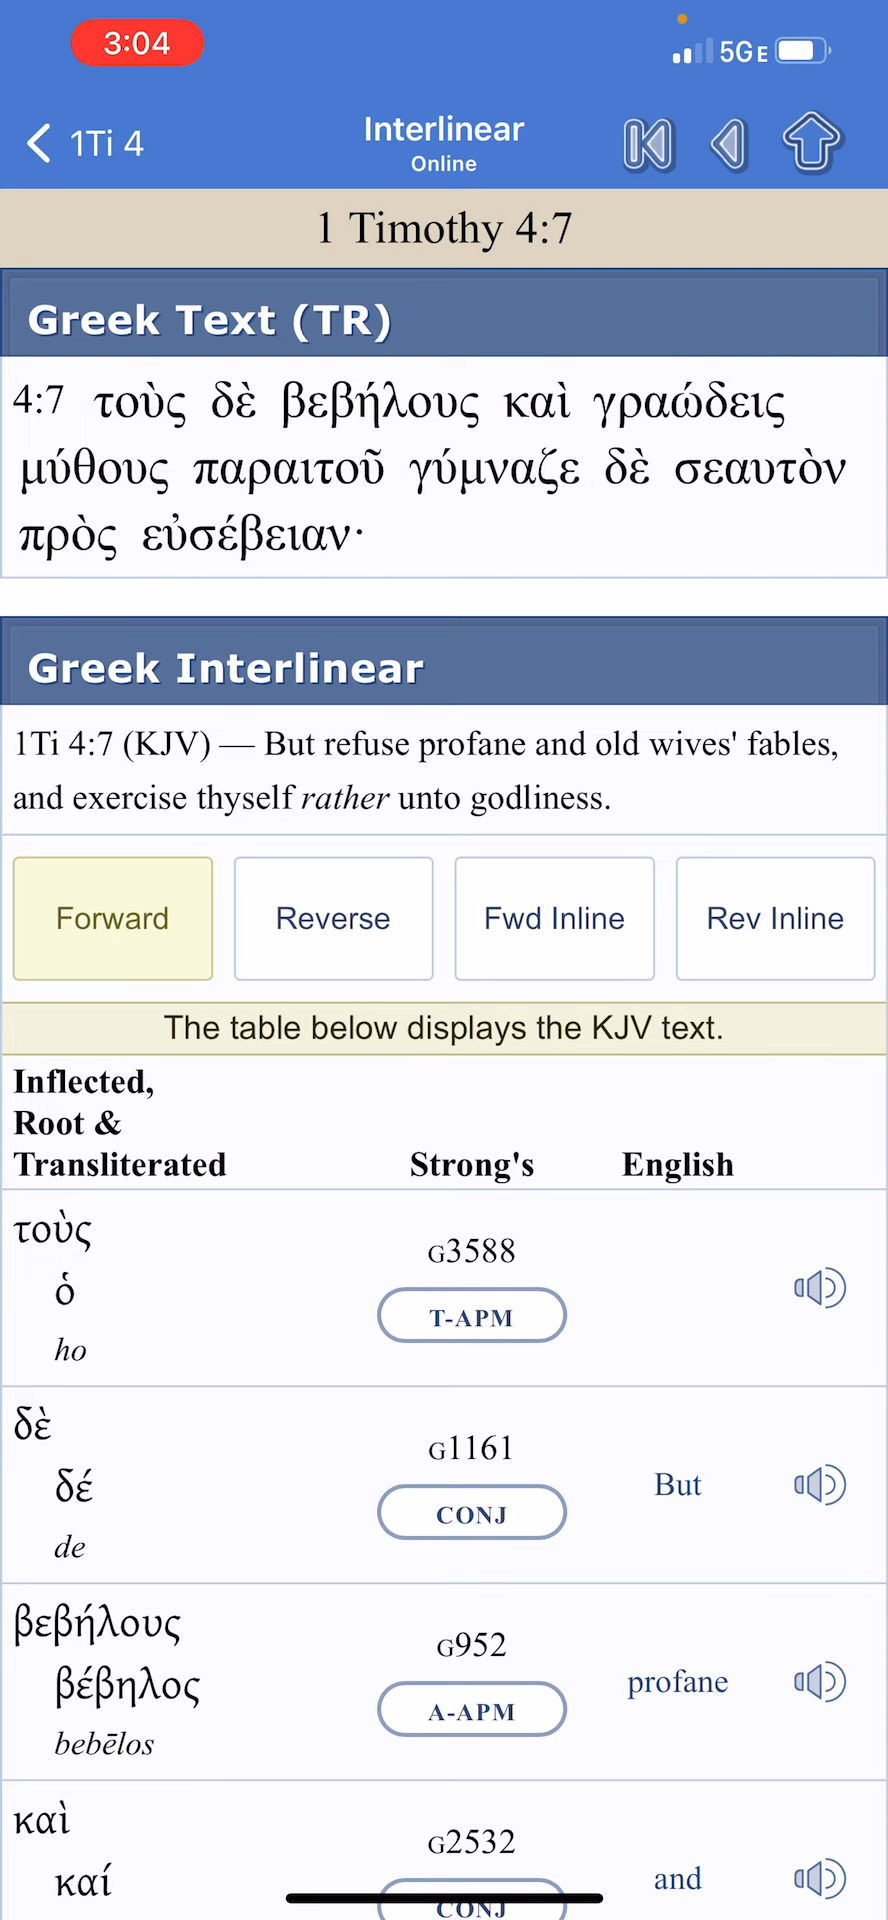 3:04
5GE
1Ti 4
Interlinear
Online
1 Timothy 4:7
Greek Text (TR)
4:7 τοὺς δὲ βεβήλους καὶ γραώδεις
μύθους παραιτοῦ γύμναζε δὲ σεαυτὸν
πρὸς εὐσέβειαν·
Greek Interlinear
1Ti 4:7 (KJV) — But refuse profane and old wives' fables,
and exercise thyself rather unto godliness.
Forward
Reverse
Fwd Inline
Rev Inline
The table below displays the KJV text.
Inflected,
Root &
Transliterated
Strong's
English
τοὺς
ὁ
ho
G3588
T-APM
δὲ
δέ
de
G1161
CONJ
But
βεβήλους
βέβηλος
bebēlos
G952
A-APM
profane
καὶ
καί
G2532
CONJ
and